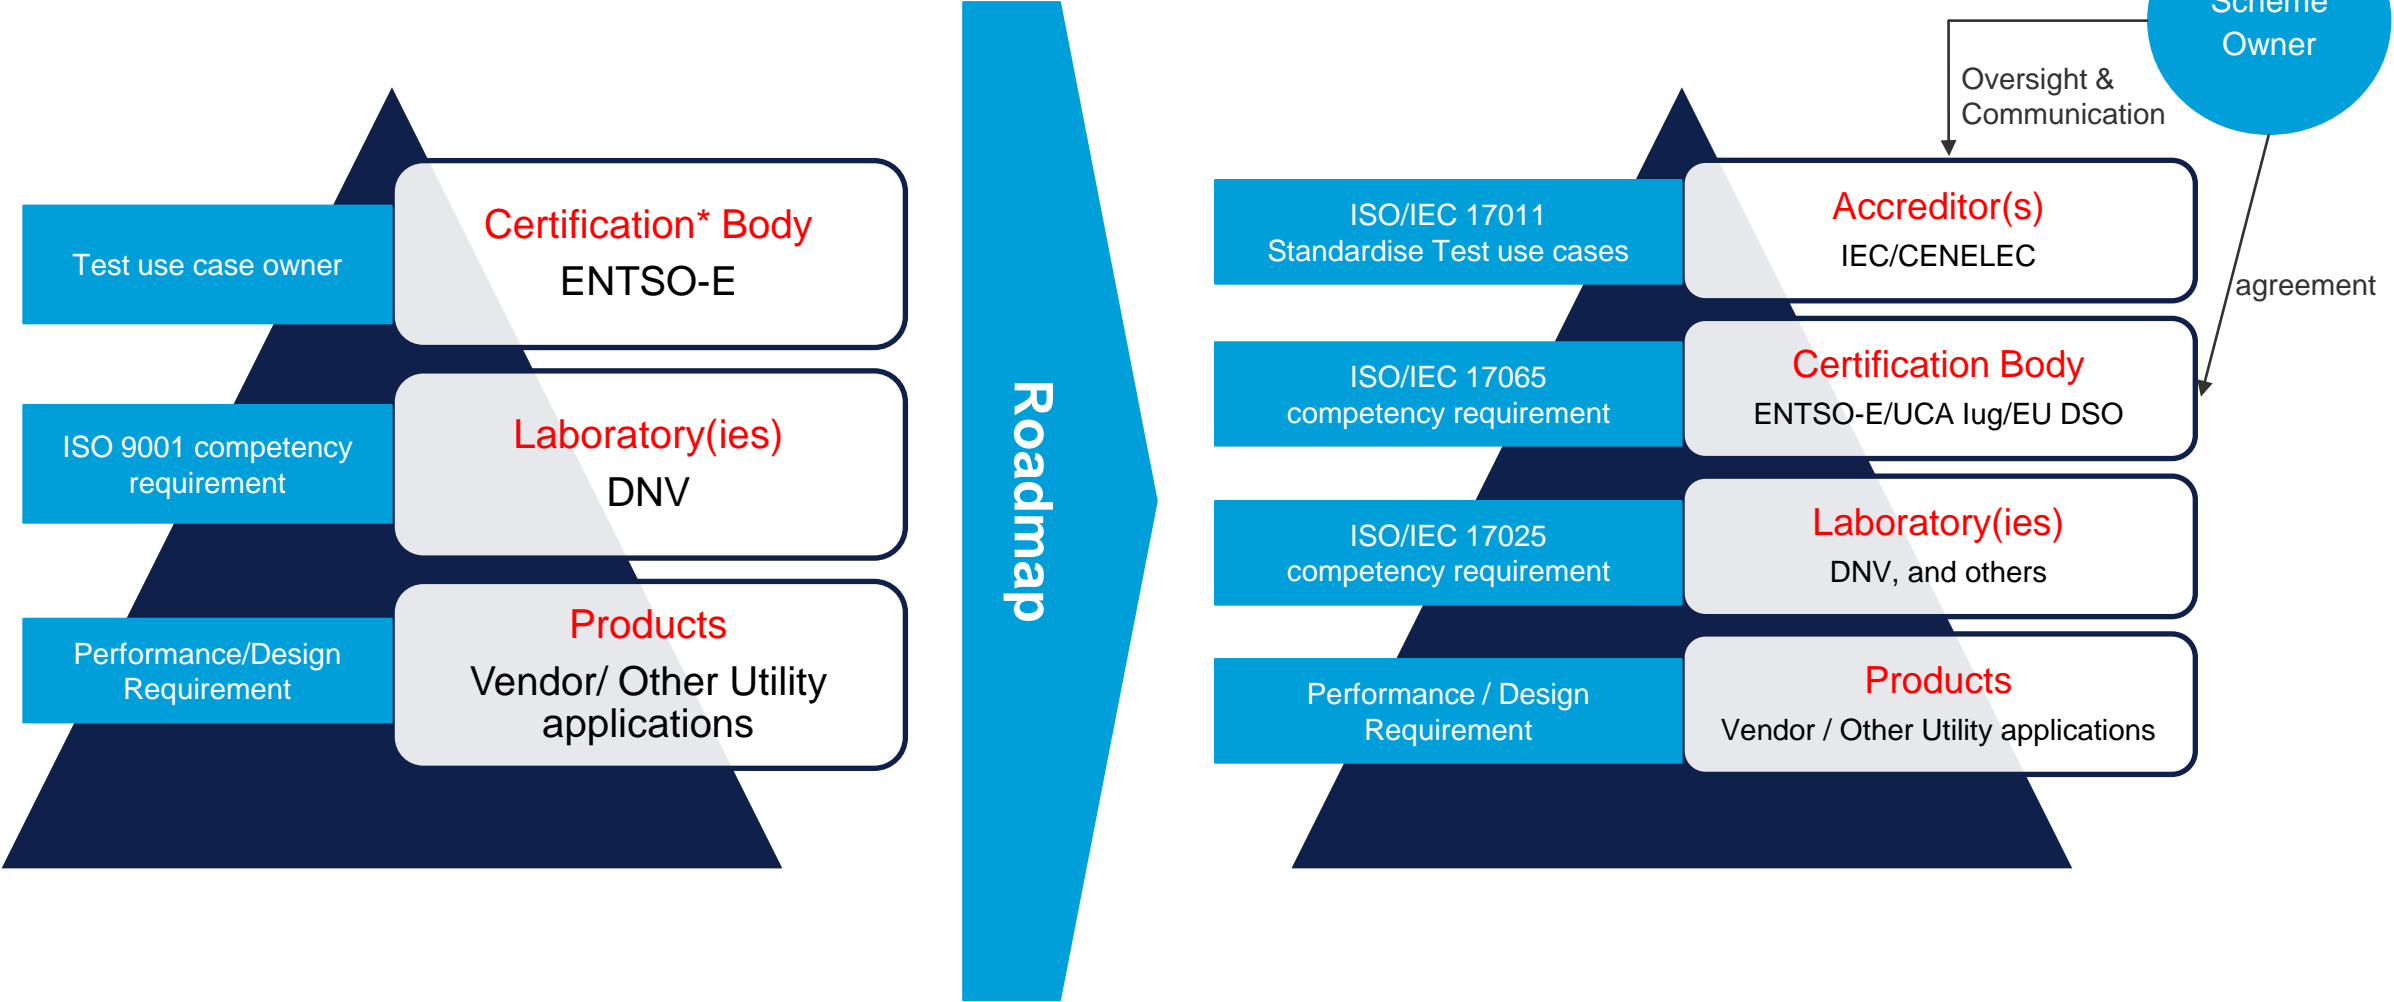 Test use case owner
Certification* Body
ENTSO-E
ISO 9001 competency
requirement
Laboratory(ies)
DNV
Performance/Design
Requirement
Products
Vendor/ Other Utility
applications
Roadmap
Scheme
Owner
Oversight &
Communication
agreement
ISO/IEC 17011
Standardise Test use cases
Accreditor(s)
IEC/CENELEC
ISO/IEC 17065
competency requirement
Certification Body
ENTSO-E/UCA Iug/EU DSO
ISO/IEC 17025
competency requirement
Laboratory(ies)
DNV, and others
Performance / Design
Requirement
Products
Vendor / Other Utility applications